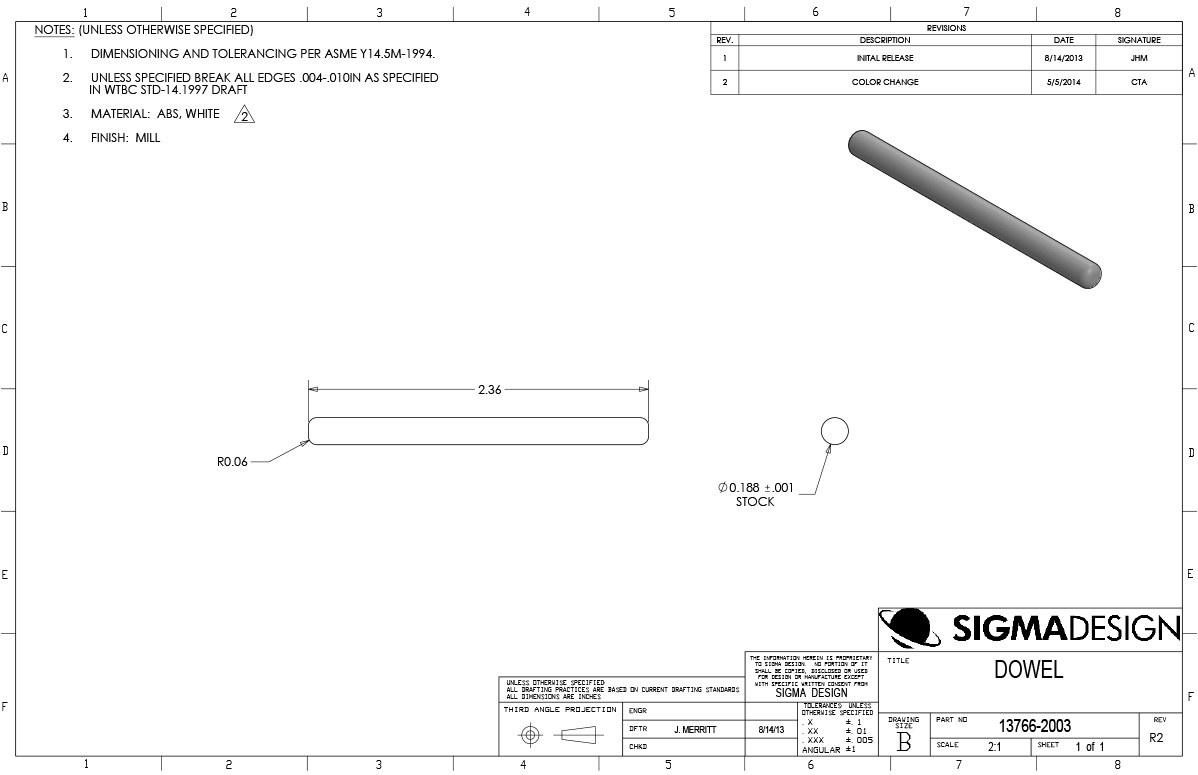 1 2 3 4 5 6 7 8
NOTES: (UNLESS OTHERWISE SPECIFIED)
1. DIMENSIONING AND TOLERANCING PER ASME Y14.5M-1994.
2. UNLESS SPECIFIED BREAK ALL EDGES .004-.010IN AS SPECIFIED
IN WTBC STD-14.1997 DRAFT
3. MATERIAL: ABS, WHITE 2
4. FINISH: MILL
REVISIONS
REV. DESCRIPTION DATE SIGNATURE
1 INITAL RELEASE 8/14/2013 JHM
2 COLOR CHANGE 5/5/2014 CTA
A A
B B
C C
D D
E E
F F
2.36
R0.06
Ø0.188 ±.001
STOCK
SIGMADESIGN
TITLE
DOWEL
THE INFORMATION HEREIN IS PROPRIETARY
TO SIGMA DESIGN. NO PORTION OF IT
SHALL BE COPIED, DISCLOSED OR USED
FOR DESIGN OR MANUFACTURE EXCEPT
WITH SPECIFIC WRITTEN CONSENT FROM
SIGMA DESIGN
UNLESS OTHERWISE SPECIFIED
ALL DRAFTING PRACTICES ARE BASED ON CURRENT DRAFTING STANDARDS
ALL DIMENSIONS ARE INCHES
THIRD ANGLE PROJECTION
ENGR
DFTR J. MERRITT 8/14/13
CHKD
TOLERANCES UNLESS
OTHERWISE SPECIFIED
. X ±. 1
. XX ±. 01
. XXX ±. 005
ANGULAR ±1
DRAWING
SIZE
B
PART NO
13766-2003
REV
R2
SCALE 2:1 SHEET 1 of 1
1 2 3 4 5 6 7 8